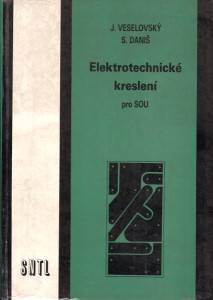 J. VESELOVSKÝ
S. DANIŠ
Elektrotechnické
kreslení
pro SOU
SNTL